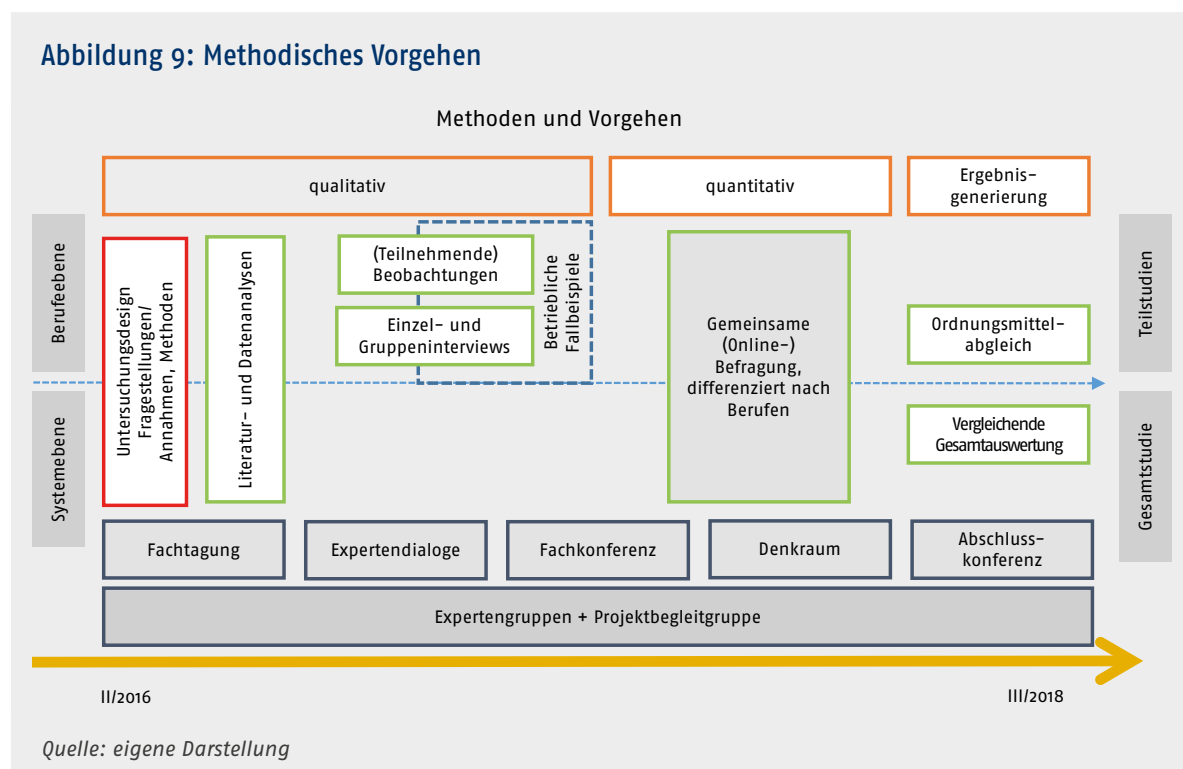 Abbildung 9: Methodisches Vorgehen
Methoden und Vorgehen
qualitativ
quantitativ
Ergebnis-
generierung
Berufeebene
Systemebene
Untersuchungsdesign
Fragestellungen/
Annahmen, Methoden
Literatur- und Datenanalysen
(Teilnehmende)
Beobachtungen
Einzel- und
Gruppeninterviews
Betriebliche
Fallbeispiele
Gemeinsame
(Online-)
Befragung,
differenziert nach
Berufen
Ordnungsmittel-
abgleich
Vergleichende
Gesamtauswertung
Teilstudien
Gesamtstudie
Fachtagung
Expertendialoge
Fachkonferenz
Denkraum
Abschluss-
konferenz
Expertengruppen + Projektbegleitgruppe
II/2016
III/2018
Quelle: eigene Darstellung